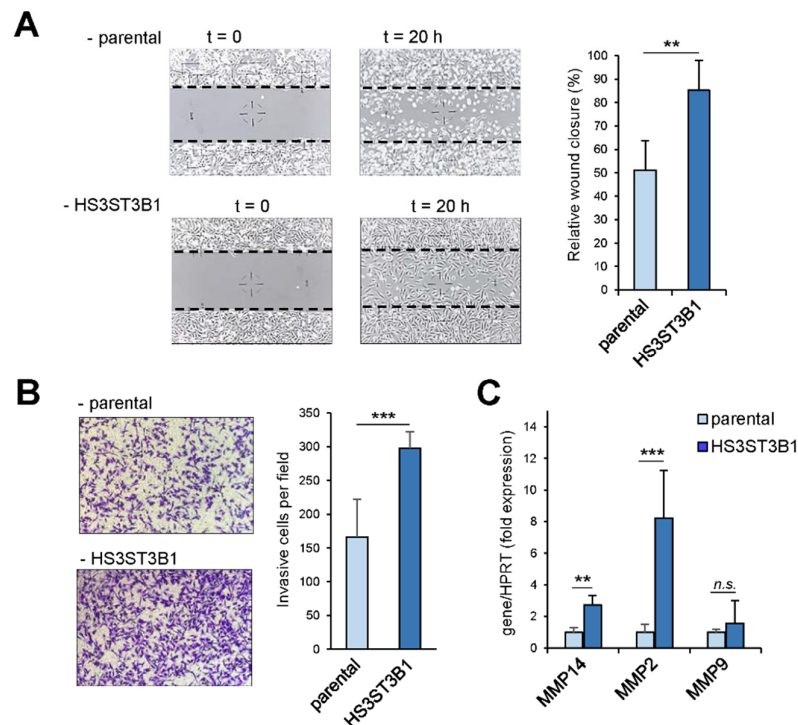 A
- parental
t = 0
t = 20 h
- HS3ST3B1
t = 0
t = 20 h
Relative wound closure (%)
100
90
80
70
60
50
40
30
20
10
0
**
parental
HS3ST3B1
B
- parental
- HS3ST3B1
Invasive cells per field
350
300
250
200
150
100
50
0
***
parental
HS3ST3B1
C
parental
HS3ST3B1
gene/HPRT (fold expression)
14
12
10
8
6
4
2
0
**
***
n.s.
MMP14
MMP2
MMP9